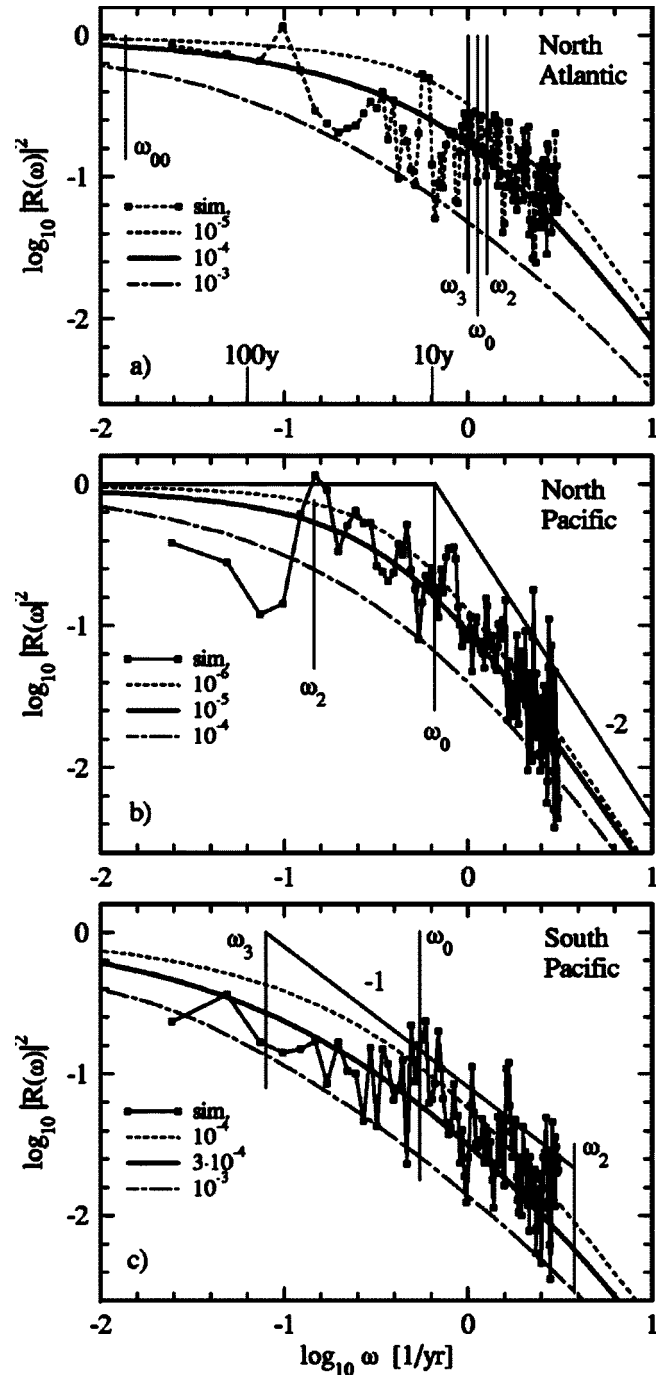 0
North
Atlantic
ω₀₀
-1
log₁₀ |R(ω)|²
sim.
10⁻⁵
10⁻⁴
10⁻³
ω₃
ω₂
ω₀
-2
100y
10y
a)
-2
-1
0
1
0
North
Pacific
-1
log₁₀ |R(ω)|²
sim.
10⁻⁶
10⁻⁵
10⁻⁴
ω₂
ω₀
-2
-2
b)
-2
-1
0
1
0
ω₃
ω₀
South
Pacific
-1
-1
log₁₀ |R(ω)|²
sim.
10⁻⁴
3·10⁻⁴
10⁻³
ω₂
-2
c)
-2
-1
0
1
log₁₀ ω [1/yr]